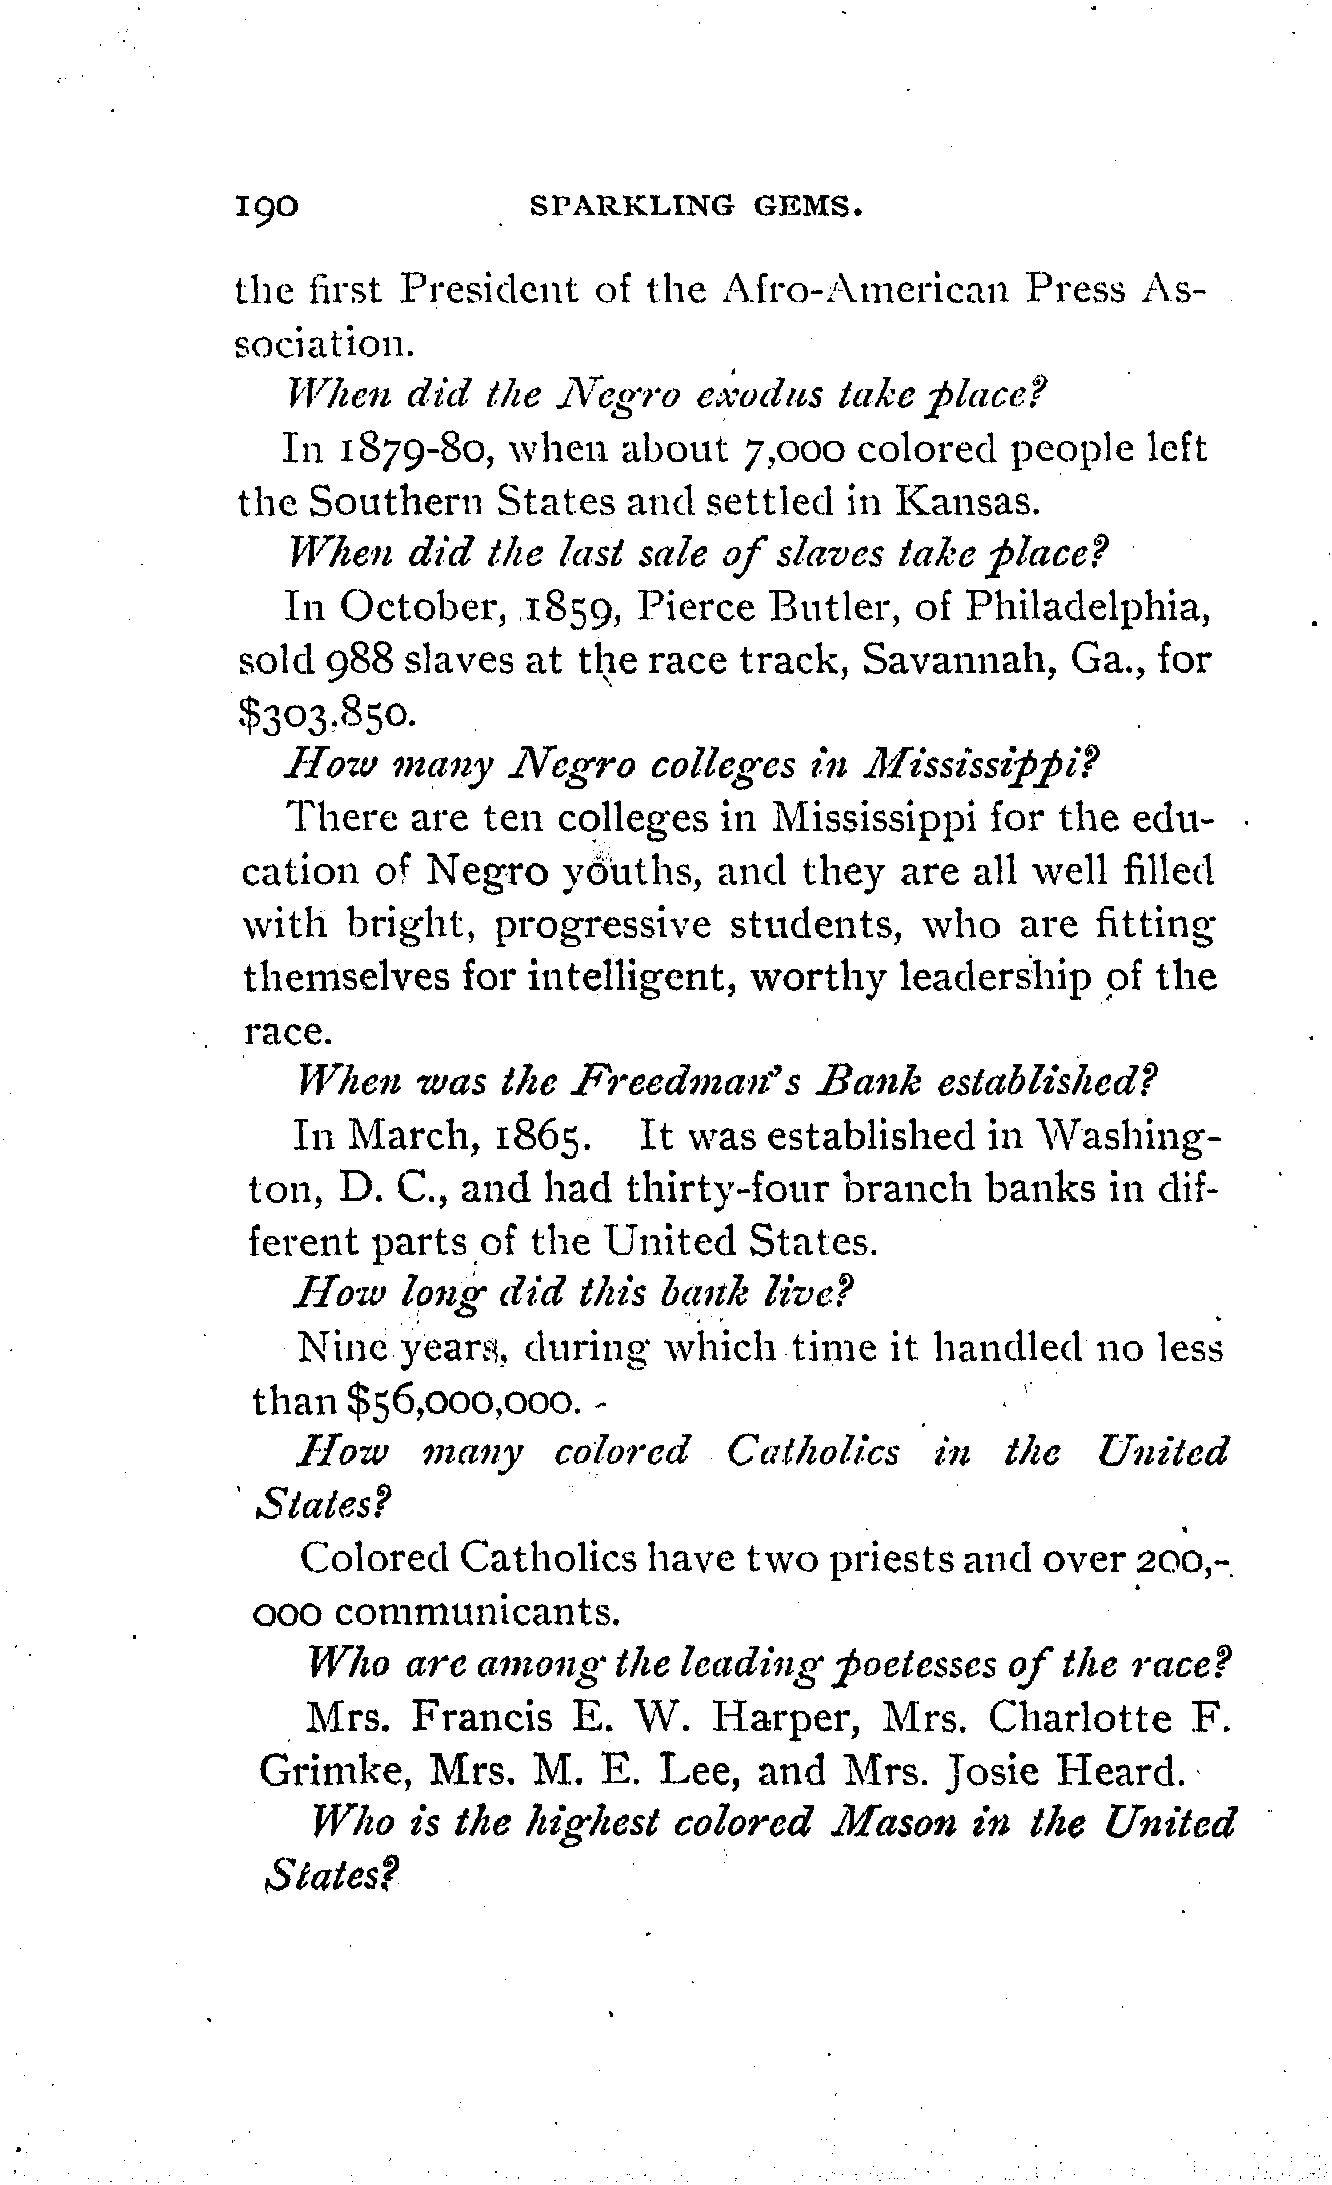 190 SPARKLING GEMS.
the first President of the Afro-American Press As-
sociation.
When did the Negro exodus take place?
In 1879-80, when about 7,000 colored people left
the Southern States and settled in Kansas.
When did the last sale of slaves take place?
In October, 1859, Pierce Butler, of Philadelphia,
sold 988 slaves at the race track, Savannah, Ga., for
$303,850.
How many Negro colleges in Mississippi?
There are ten colleges in Mississippi for the edu-
cation of Negro youths, and they are all well filled
with bright, progressive students, who are fitting
themselves for intelligent, worthy leadership of the
race.
When was the Freedman's Bank established?
In March, 1865. It was established in Washing-
ton, D. C., and had thirty-four branch banks in dif-
ferent parts of the United States.
How long did this bank live?
Nine years, during which time it handled no less
than $56,000,000.
How many colored Catholics in the United
States?
Colored Catholics have two priests and over 200,-
000 communicants.
Who are among the leading poetesses of the race?
Mrs. Francis E. W. Harper, Mrs. Charlotte F.
Grimke, Mrs. M. E. Lee, and Mrs. Josie Heard.
Who is the highest colored Mason in the United
States?